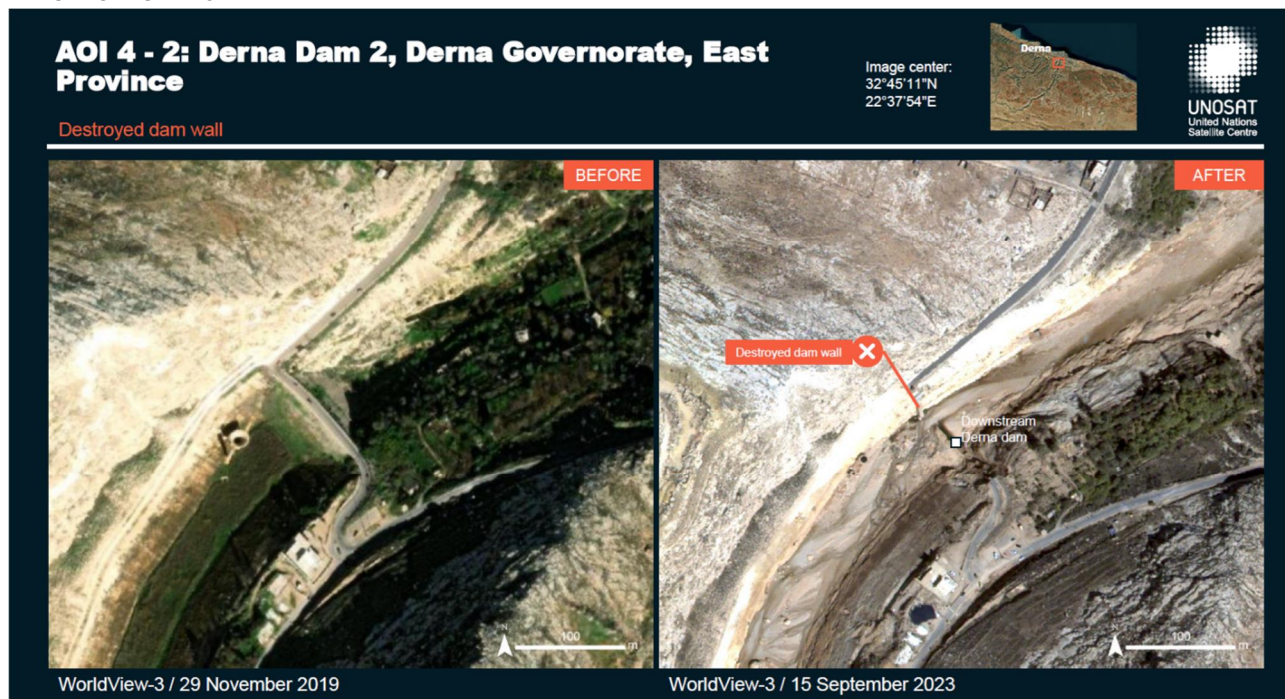 AOI 4 - 2: Derna Dam 2, Derna Governorate, East
Province
Destroyed dam wall
Image center:
32°45'11"N
22°37'54"E
Derna
UNOSAT
United Nations
Satellite Centre
BEFORE
N
100
m
WorldView-3 / 29 November 2019
AFTER
Destroyed dam wall
Downstream
Derna dam
N
100
m
WorldView-3 / 15 September 2023